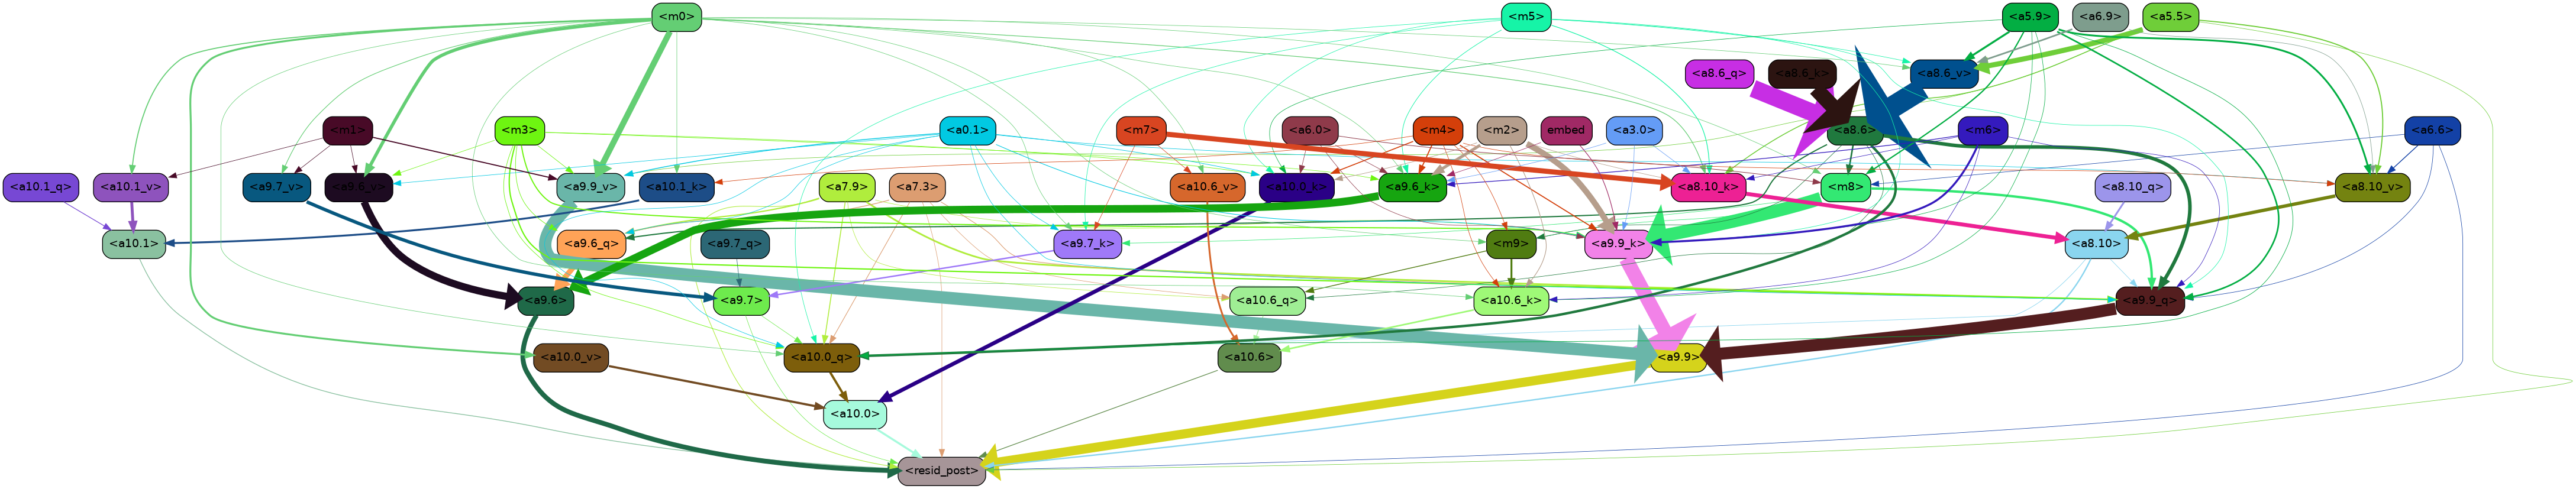 <m0> <m5> <a5.9> <a6.9> <a5.5>
<a8.6_q> <a8.6_k> <a8.6_v>
<m1> <m3> <a0.1> <m7> <a6.0> <m4> <m2> embed <a3.0> <a8.6> <m6> <a6.6>
<a10.1_q> <a10.1_v> <a9.7_v> <a9.6_v> <a9.9_v> <a10.1_k> <a7.9> <a7.3> <a10.6_v> <a10.0_k> <a9.6_k> <a8.10_k> <m8> <a8.10_q> <a8.10_v>
<a10.1> <a9.6_q> <a9.7_q> <a9.7_k> <m9> <a9.9_k> <a8.10>
<a9.6> <a9.7> <a10.6_q> <a10.6_k> <a9.9_q>
<a10.0_v> <a10.0_q> <a10.6> <a9.9>
<a10.0>
<resid_post>